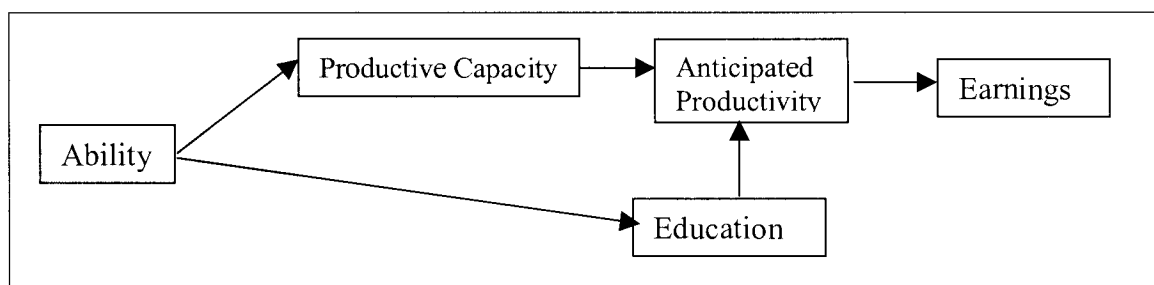 Productive Capacity
Anticipated
Productivity
Earnings
Ability
Education